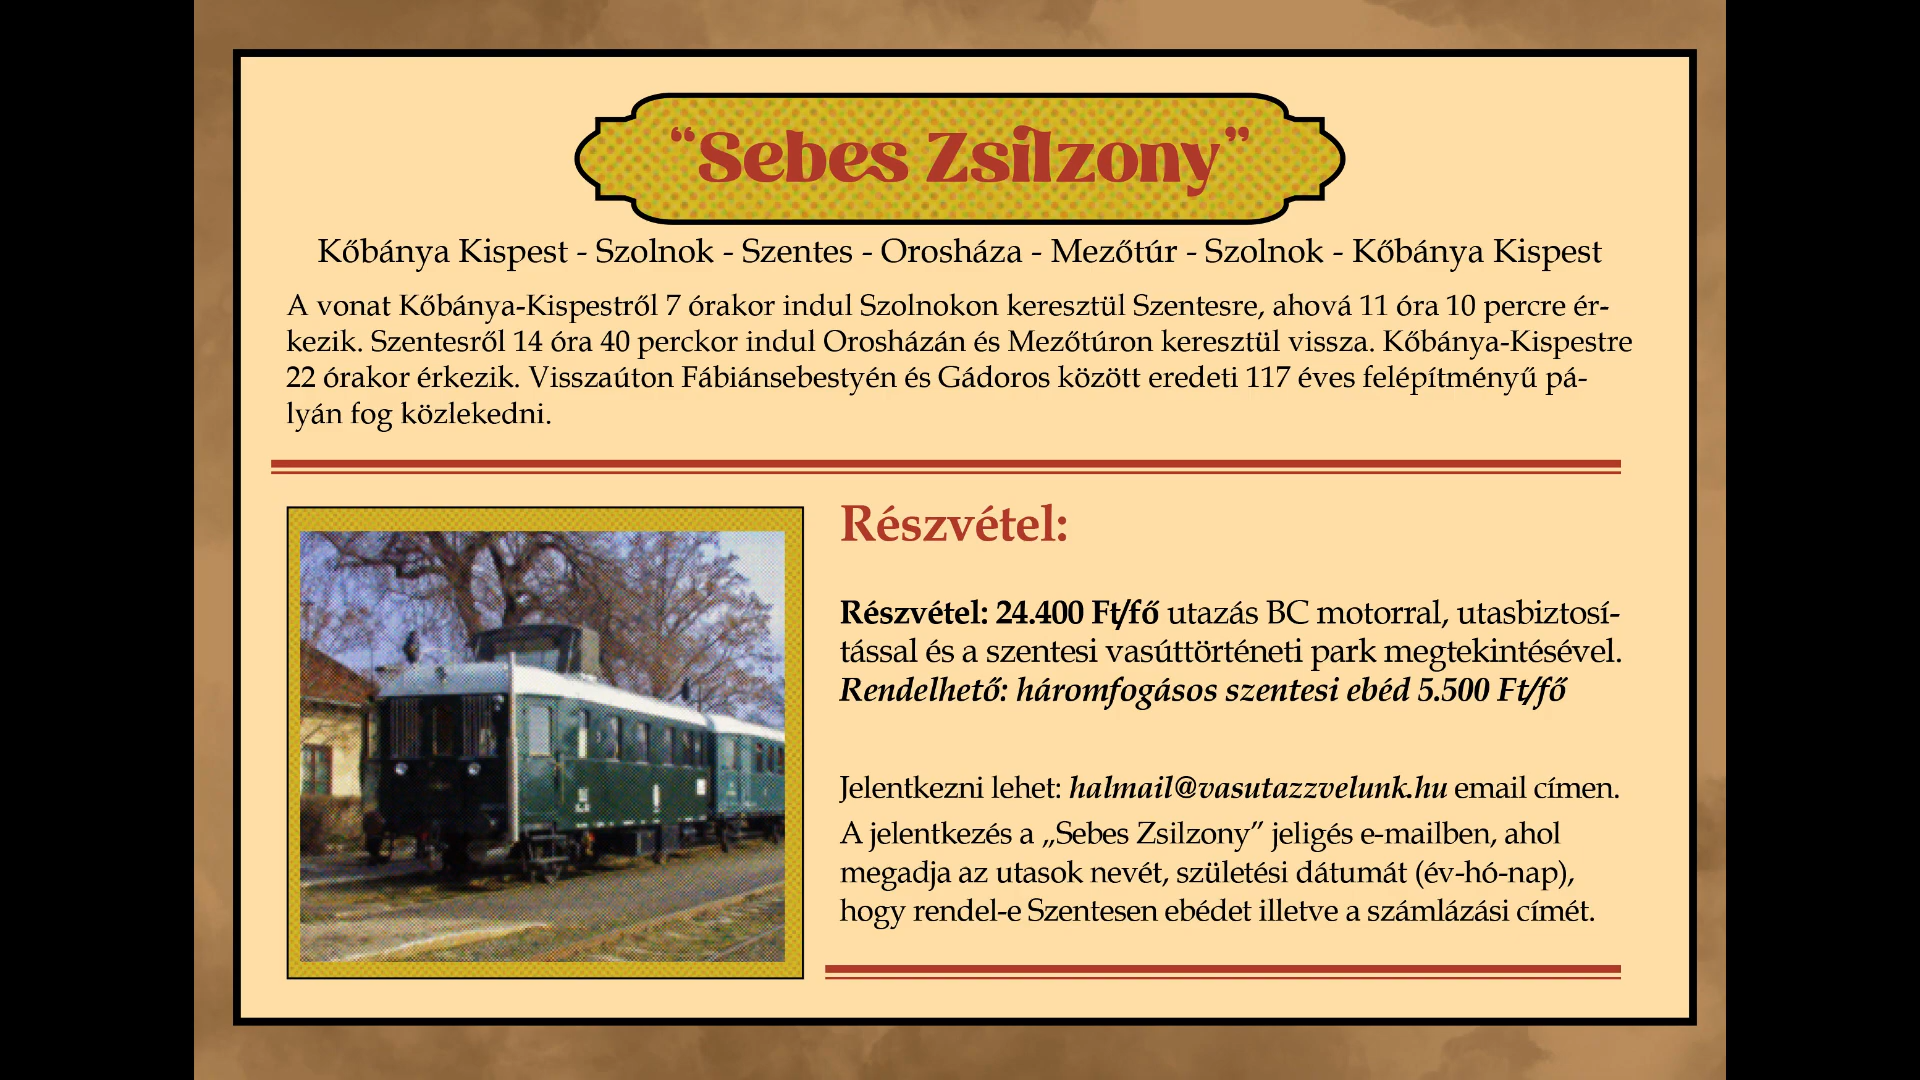 “Sebes Zsilzony”
Kőbánya Kispest - Szolnok - Szentes - Orosháza - Mezőtúr - Szolnok - Kőbánya Kispest
A vonat Kőbánya-Kispestről 7 órakor indul Szolnokon keresztül Szentesre, ahová 11 óra 10 percre ér-
kezik. Szentesről 14 óra 40 perckor indul Orosházán és Mezőtúron keresztül vissza. Kőbánya-Kispestre
22 órakor érkezik. Visszaúton Fábiánsebestyén és Gádoros között eredeti 117 éves felépítményű pá-
lyán fog közlekedni.
Részvétel:
Részvétel: 24.400 Ft/fő utazás BC motorral, utasbiztosí-
tással és a szentesi vasúttörténeti park megtekintésével.
Rendelhető: háromfogásos szentesi ebéd 5.500 Ft/fő
Jelentkezni lehet: halmail@vasutazzvelunk.hu email címen.
A jelentkezés a „Sebes Zsilzony” jeligés e-mailben, ahol
megadja az utasok nevét, születési dátumát (év-hó-nap),
hogy rendel-e Szentesen ebédet illetve a számlázási címét.